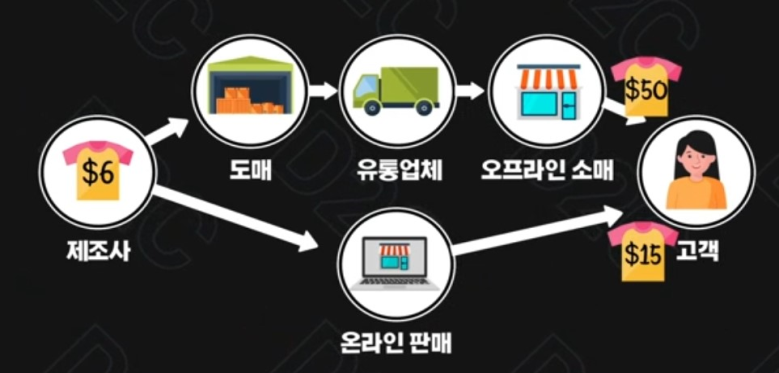 $50
$6
도매
유통업체
오프라인 소매
제조사
$15
고객
온라인 판매
D2C